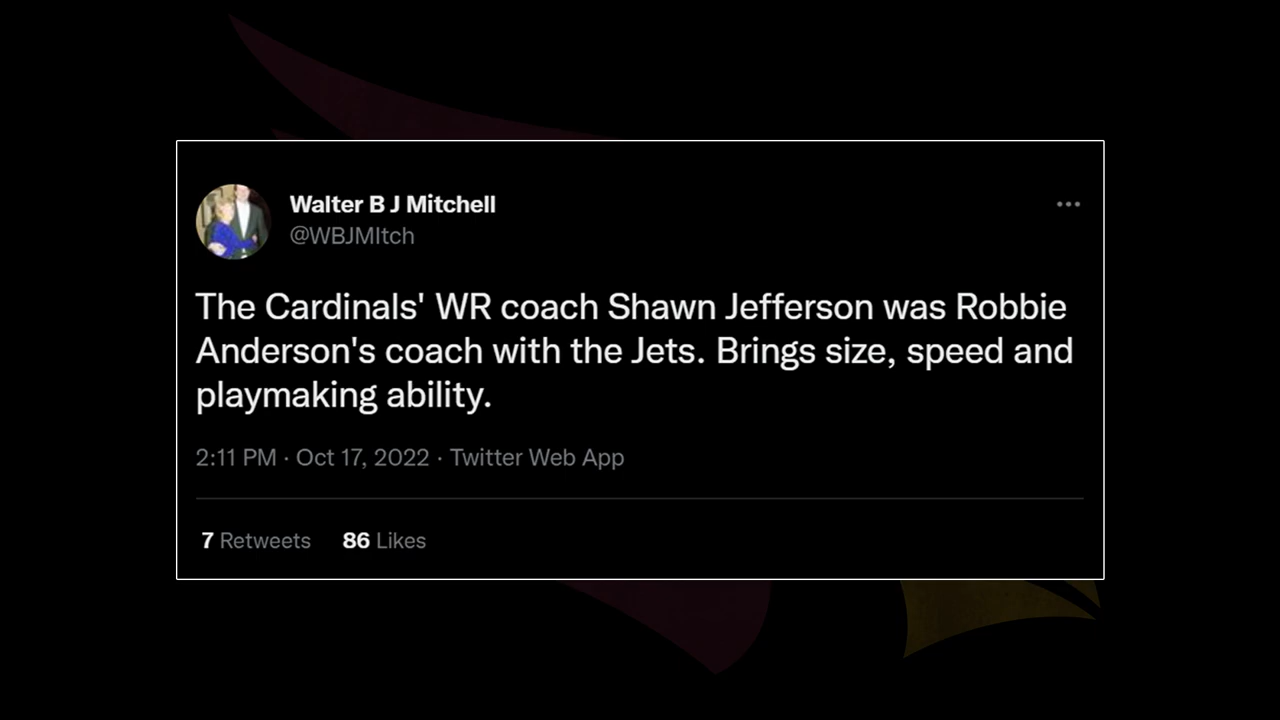 Walter B J Mitchell
@WBJMItch
The Cardinals' WR coach Shawn Jefferson was Robbie
Anderson's coach with the Jets. Brings size, speed and
playmaking ability.
2:11 PM · Oct 17, 2022 · Twitter Web App
7 Retweets 86 Likes